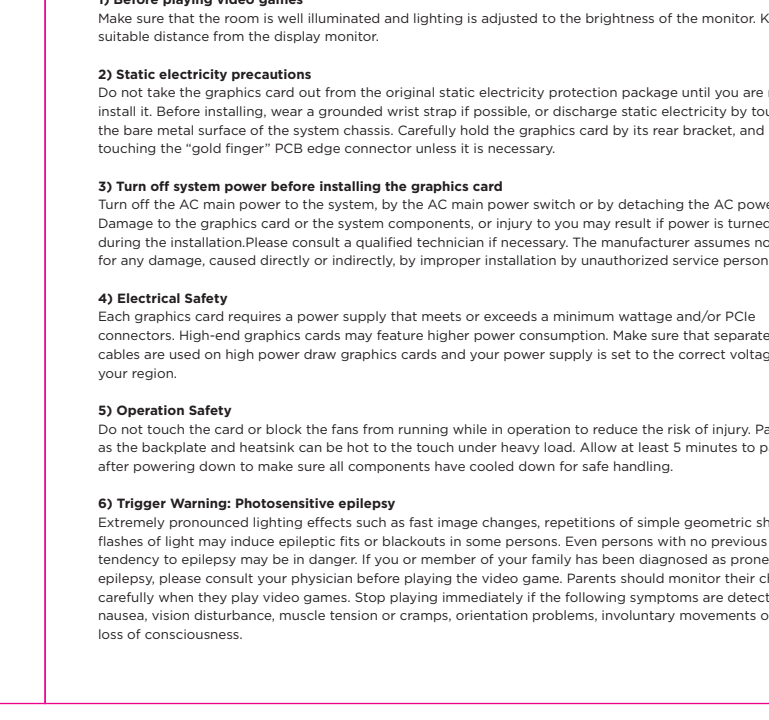 1) Before playing video games
Make sure that the room is well illuminated and lighting is adjusted to the brightness of the monitor.
suitable distance from the display monitor.
2) Static electricity precautions
Do not take the graphics card out from the original static electricity protection package until you are
install it. Before installing, wear a grounded wrist strap if possible, or discharge static electricity by
the bare metal surface of the system chassis. Carefully hold the graphics card by its rear bracket, and
touching the “gold finger” PCB edge connector unless it is necessary.
3) Turn off system power before installing the graphics card
Turn off the AC main power to the system, by the AC main power switch or by detaching the AC
Damage to the graphics card or the system components, or injury to you may result if power is turned
during the installation.Please consult a qualified technician if necessary. The manufacturer assumes no
for any damage, caused directly or indirectly, by improper installation by unauthorized service
4) Electrical Safety
Each graphics card requires a power supply that meets or exceeds a minimum wattage and/or PCIe
connectors. High-end graphics cards may feature higher power consumption. Make sure that separate
cables are used on high power draw graphics cards and your power supply is set to the correct
your region.
5) Operation Safety
Do not touch the card or block the fans from running while in operation to reduce the risk of injury.
as the backplate and heatsink can be hot to the touch under heavy load. Allow at least 5 minutes to
after powering down to make sure all components have cooled down for safe handling.
6) Trigger Warning: Photosensitive epilepsy
Extremely pronounced lighting effects such as fast image changes, repetitions of simple geometric
flashes of light may induce epileptic fits or blackouts in some persons. Even persons with no previous
tendency to epilepsy may be in danger. If you or member of your family has been diagnosed as prone
epilepsy, please consult your physician before playing the video game. Parents should monitor their
carefully when they play video games. Stop playing immediately if the following symptoms are
nausea, vision disturbance, muscle tension or cramps, orientation problems, involuntary movements
loss of consciousness.